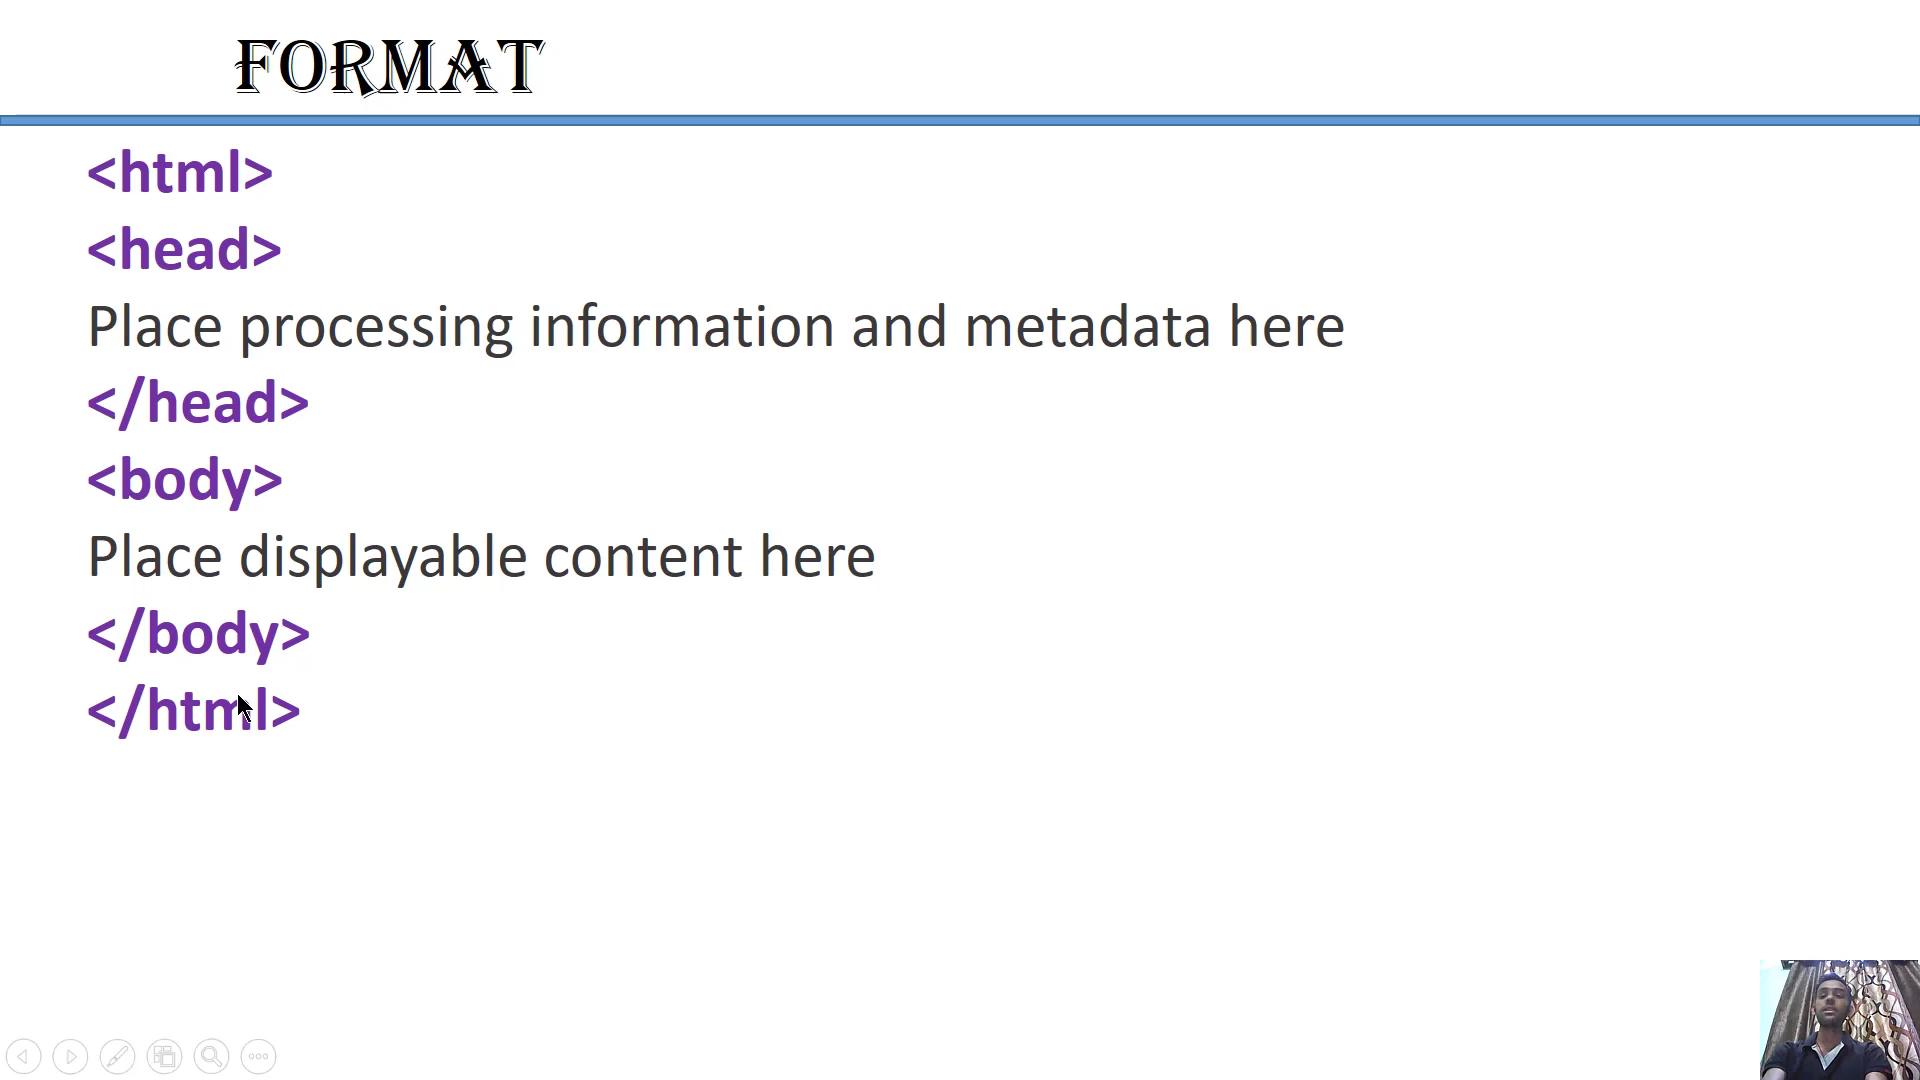 FORMAT
<html>
<head>
Place processing information and metadata here
</head>
<body>
Place displayable content here
</body>
</html>